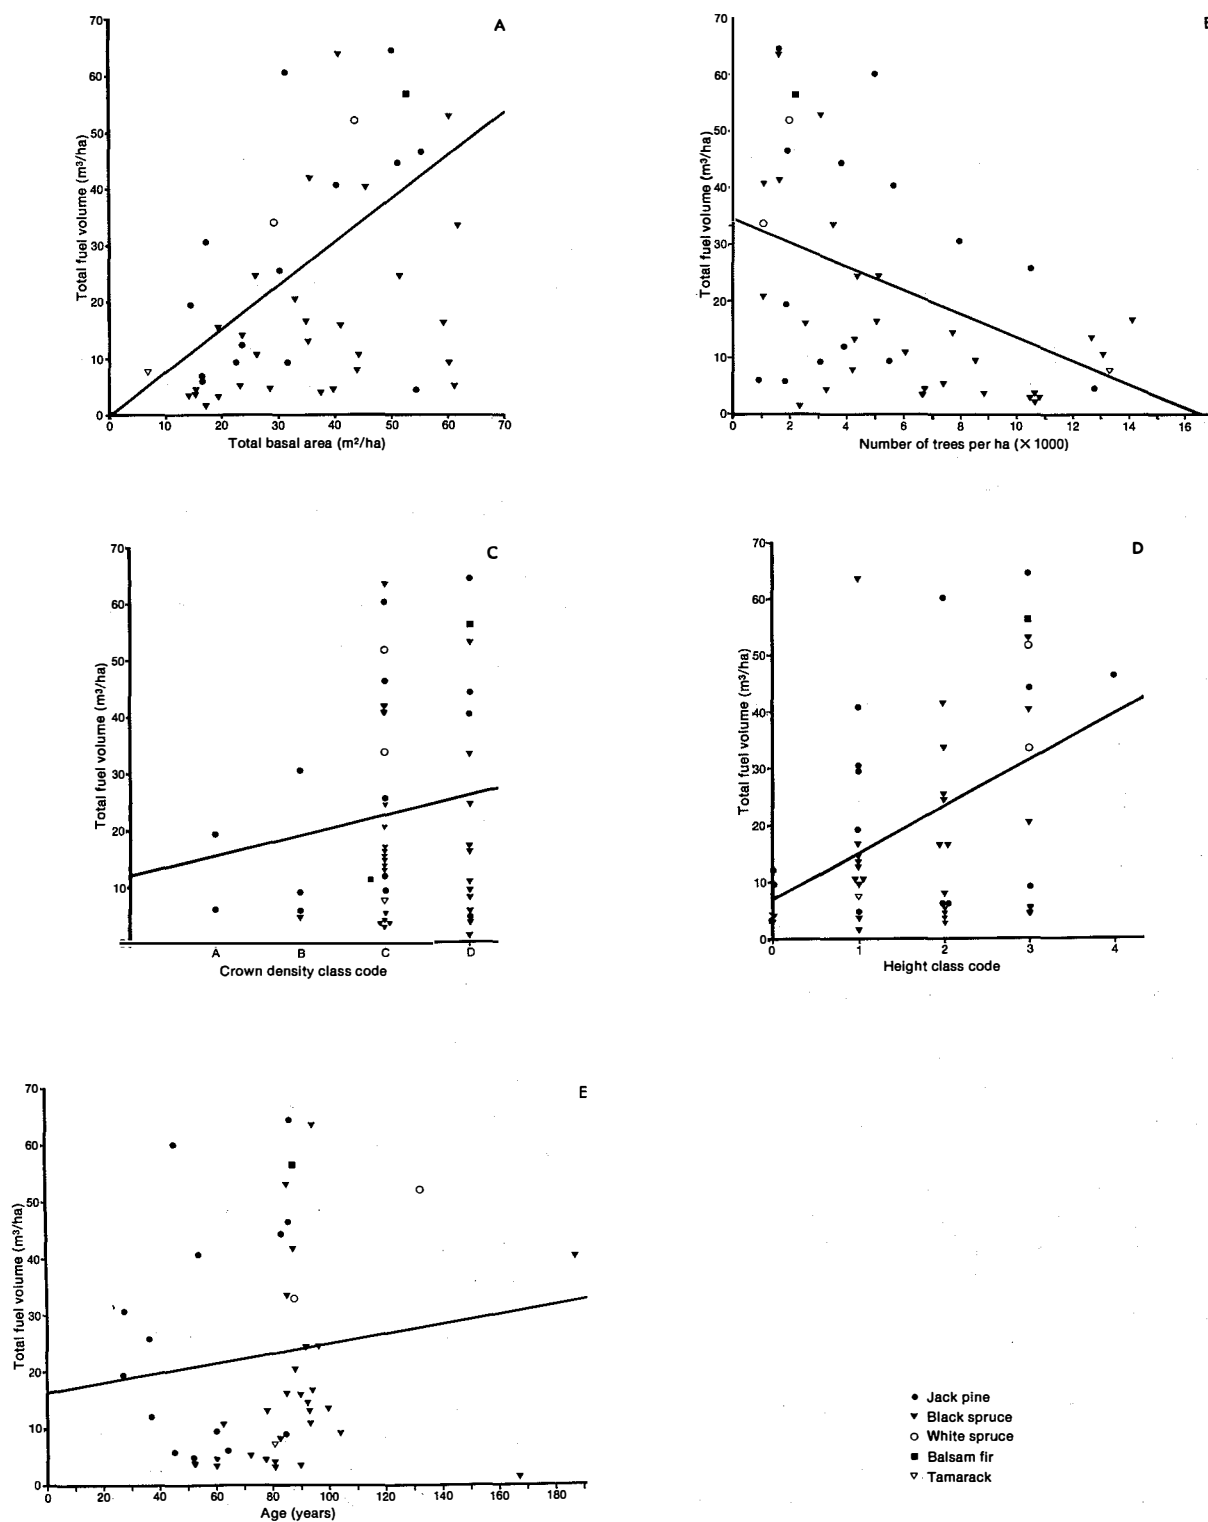 A
70
60
50
40
30
20
10
0
Total fuel volume (m³/ha)
0 10 20 30 40 50 60 70
Total basal area (m²/ha)
70
60
50
40
30
20
10
0
Total fuel volume (m³/ha)
0 2 4 6 8 10 12 14 16
Number of trees per ha (×1000)
C
70
60
50
40
30
20
10
Total fuel volume (m³/ha)
A B C D
Crown density class code
D
70
60
50
40
30
20
10
0
Total fuel volume (m³/ha)
0 1 2 3 4
Height class code
E
70
60
50
40
30
20
10
0
Total fuel volume (m³/ha)
0 20 40 60 80 100 120 140 160 180
Age (years)
Jack pine
Black spruce
White spruce
Balsam fir
Tamarack